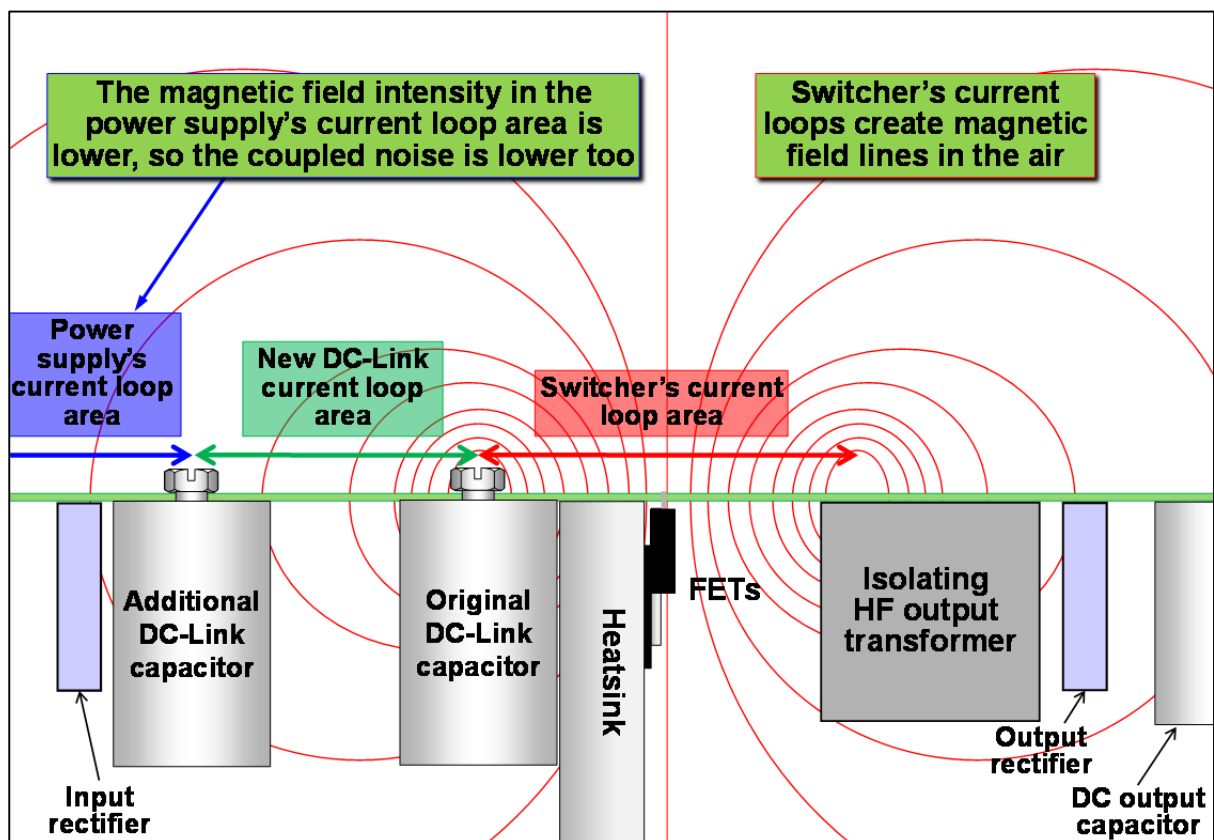 The magnetic field intensity in the
power supply's current loop area is
lower, so the coupled noise is lower too
Switcher's current
loops create magnetic
field lines in the air
Power
supply's
current loop
area
New DC-Link
current loop
area
Switcher's current
loop area
Additional
DC-Link
capacitor
Original
DC-Link
capacitor
Heatsink
FETs
Isolating
HF output
transformer
Input
rectifier
Output
rectifier
DC output
capacitor